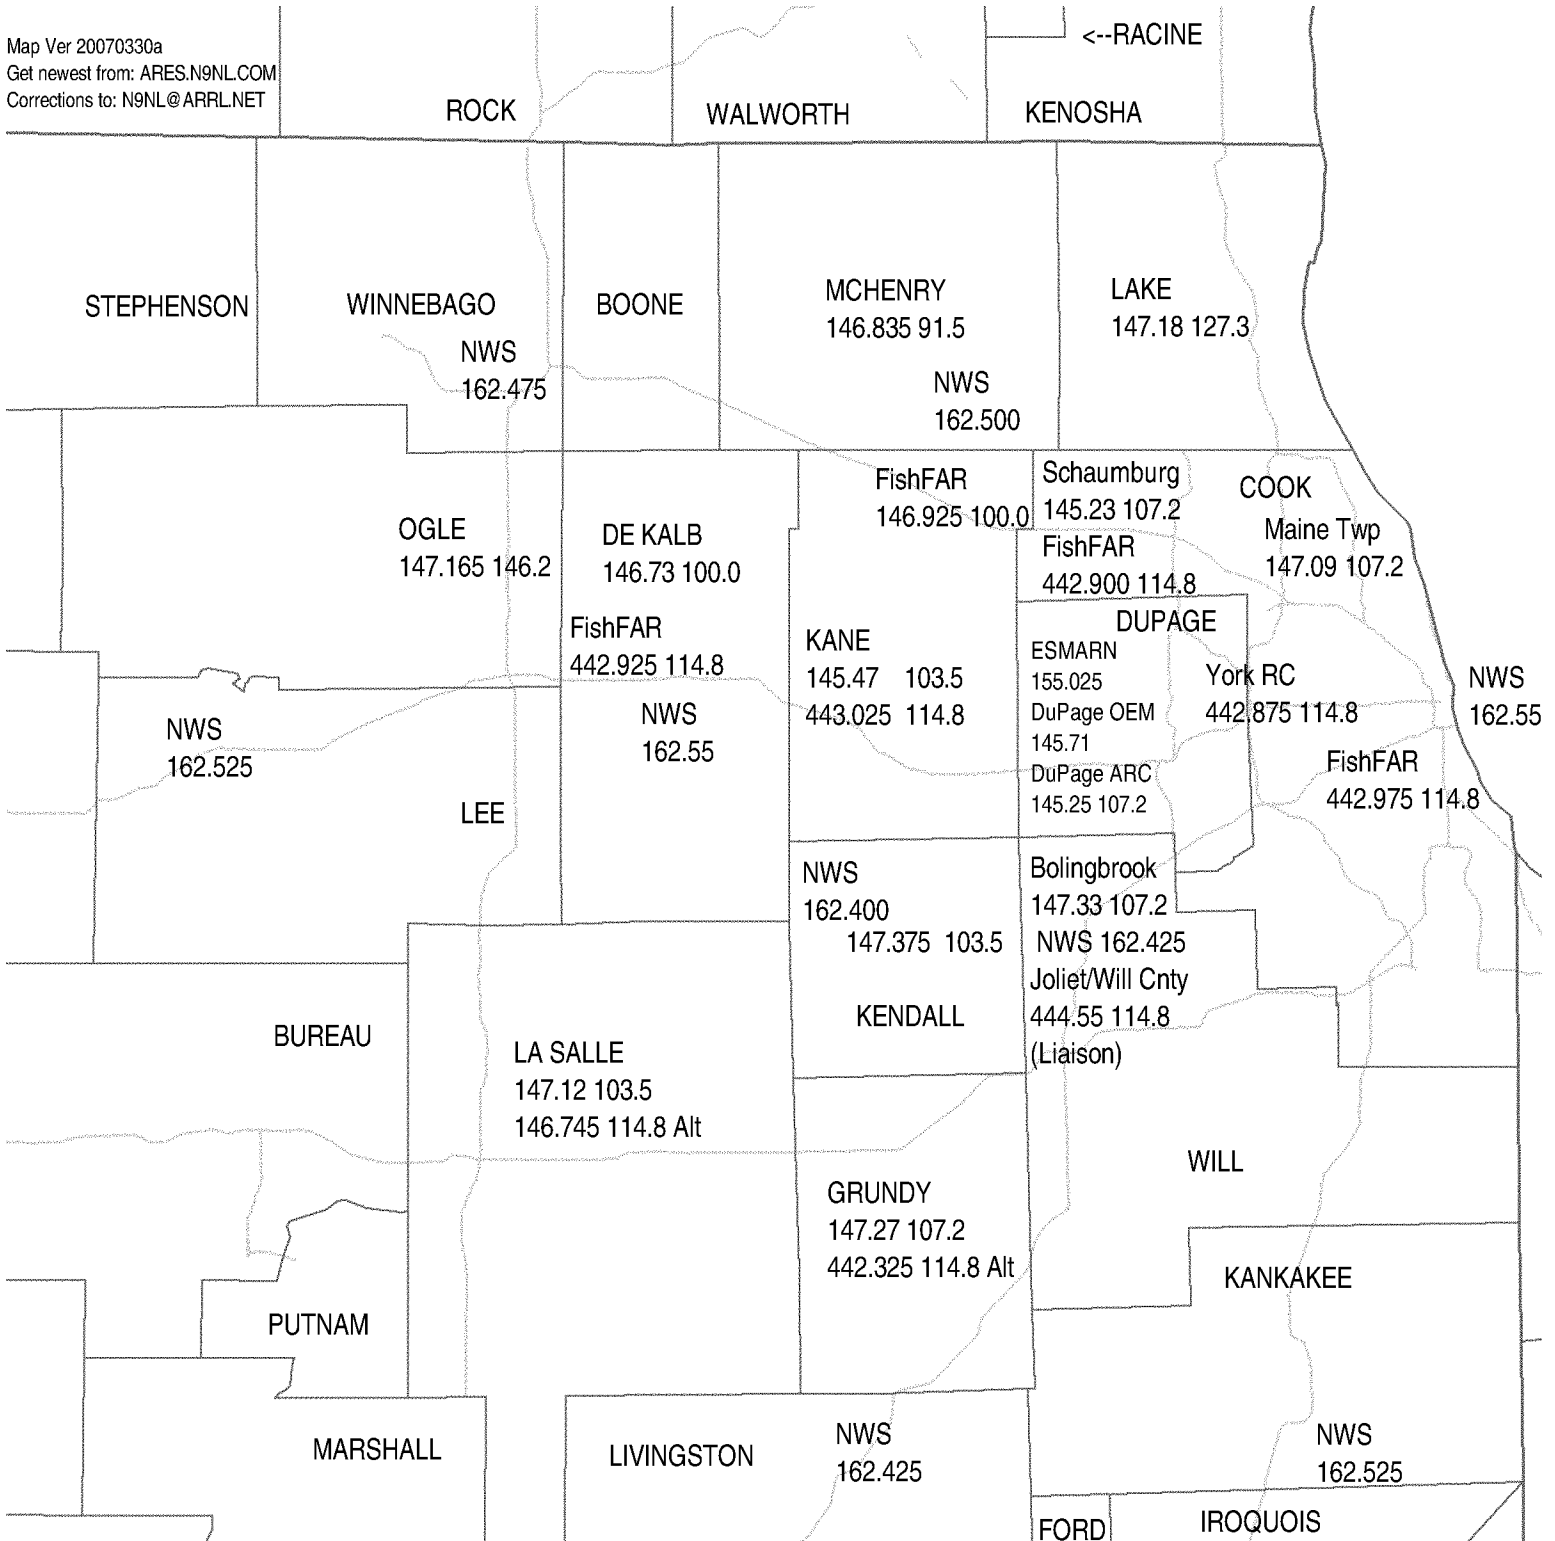 Map Ver 20070330a
Get newest from: ARES.N9NL.COM
Corrections to: N9NL@ARRL.NET
<--RACINE
ROCK
WALWORTH
KENOSHA
STEPHENSON
WINNEBAGO
NWS
162.475
BOONE
MCHENRY
146.835 91.5
NWS
162.500
LAKE
147.18 127.3
OGLE
147.165 146.2
DE KALB
146.73 100.0
FishFAR
442.925 114.8
NWS
162.55
FishFAR
146.925 100.0
KANE
145.47 103.5
443.025 114.8
Schaumburg
145.23 107.2
FishFAR
442.900 114.8
COOK
Maine Twp
147.09 107.2
DUPAGE
ESMARN
155.025
DuPage OEM
145.71
DuPage ARC
145.25 107.2
York RC
442.875 114.8
NWS
162.55
FishFAR
442.975 114.8
NWS
162.525
LEE
NWS
162.400
147.375 103.5
KENDALL
Bolingbrook
147.33 107.2
NWS 162.425
Joliet/Will Cnty
444.55 114.8
(Liaison)
BUREAU
LA SALLE
147.12 103.5
146.745 114.8 Alt
WILL
GRUNDY
147.27 107.2
442.325 114.8 Alt
KANKAKEE
PUTNAM
MARSHALL
LIVINGSTON
NWS
162.425
NWS
162.525
FORD
IROQUOIS